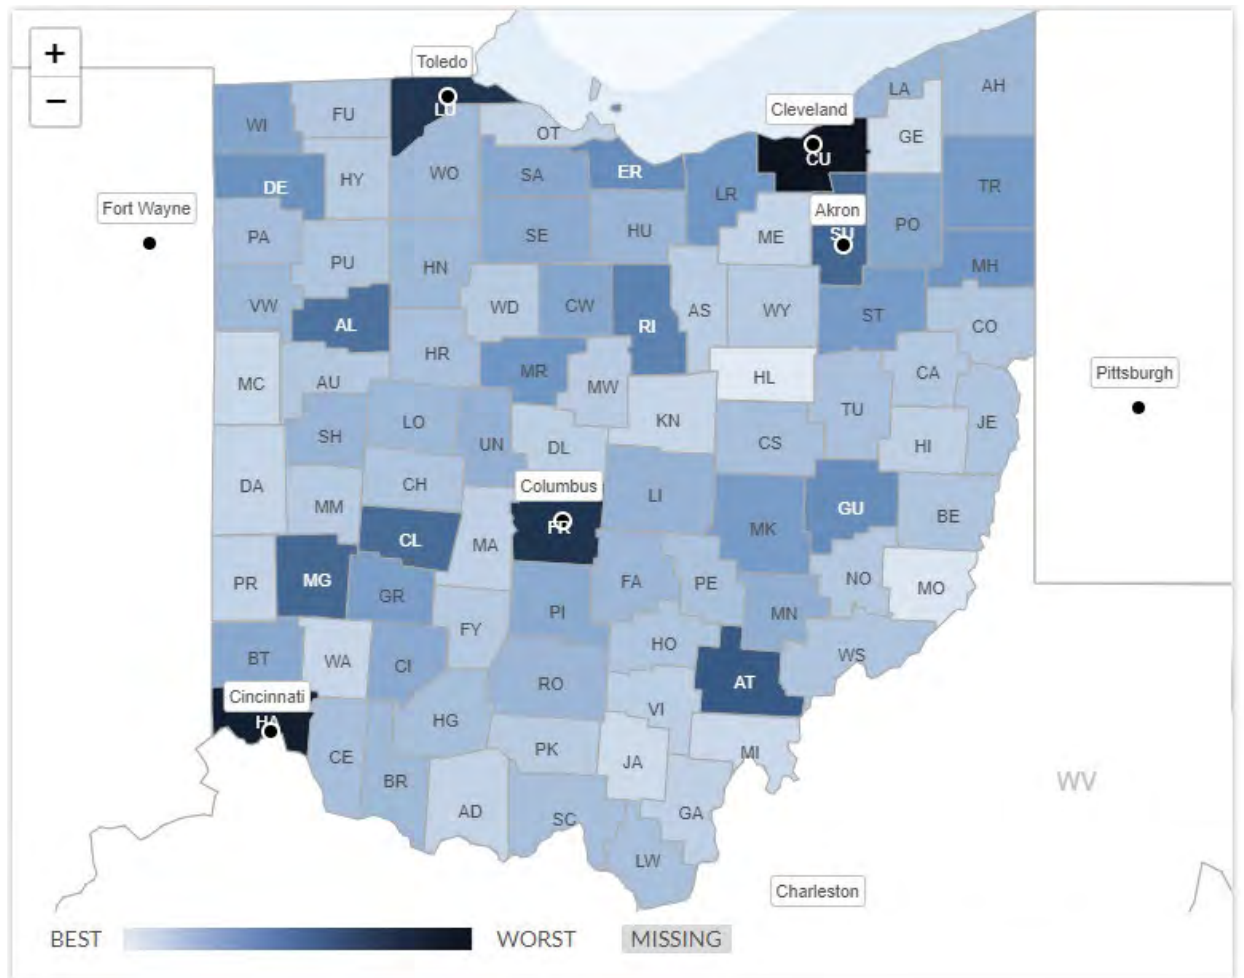 +
Toledo
LA
AH
−
Cleveland
LU
WI
FU
OT
GE
CU
WO
SA
ER
DE
HY
LR
TR
Fort Wayne
Akron
PA
SE
HU
ME
SU
PO
PU
HN
MH
VW
WD
CW
AS
WY
AL
RI
ST
CO
HR
MC
AU
MR
MW
HL
CA
Pittsburgh
LO
KN
TU
SH
UN
DL
CS
HI
JE
DA
CH
Columbus
LI
MM
GU
BE
CL
MA
FR
MK
PR
MG
GR
FA
PE
NO
MO
PI
MN
FY
HO
BT
WA
CI
WS
Cincinnati
RO
AT
HA
HG
VI
CE
PK
JA
MI
BR
WV
AD
SC
GA
LW
Charleston
BEST
WORST
MISSING